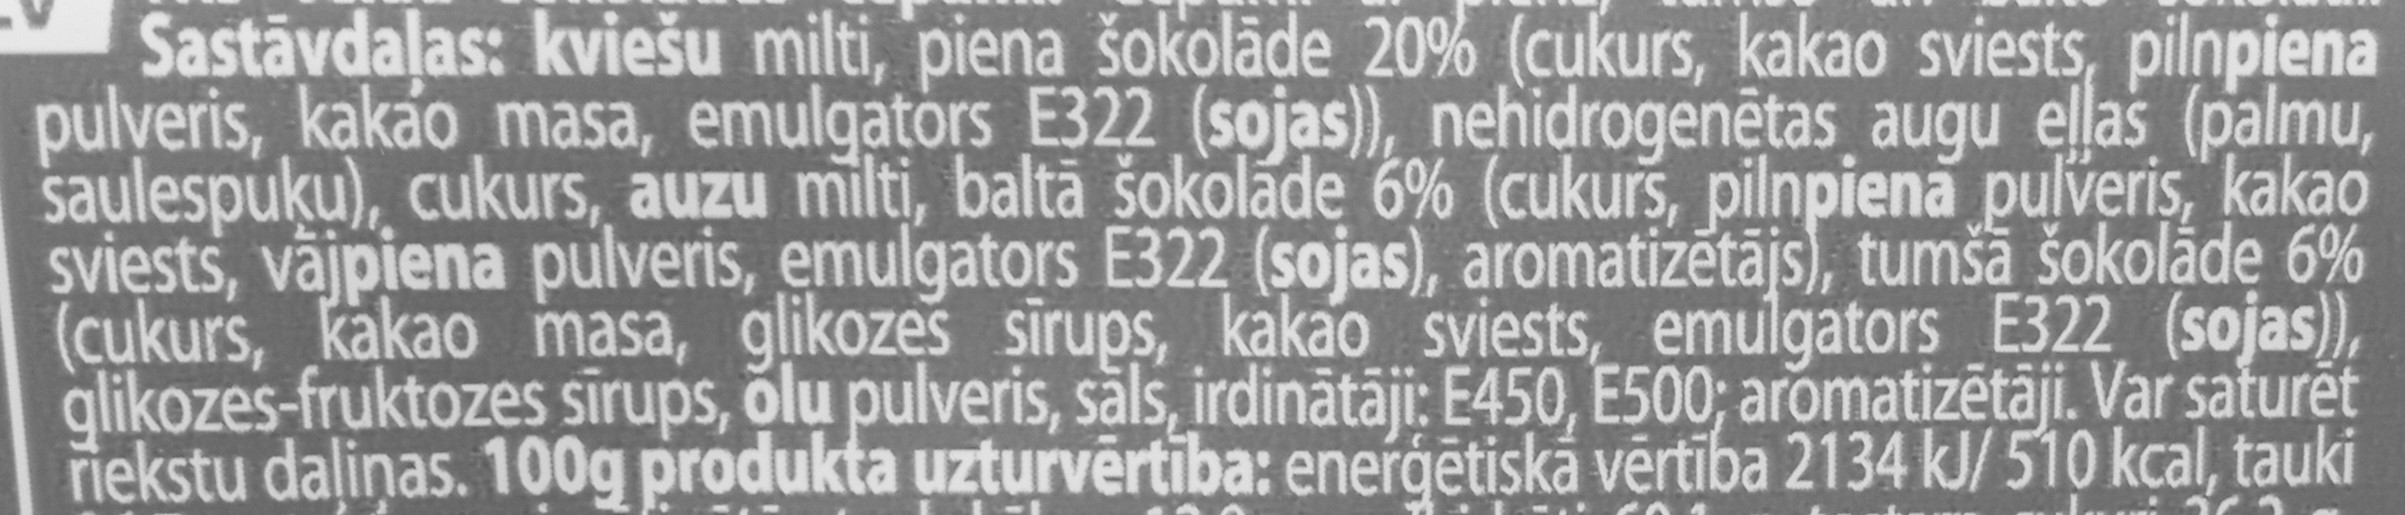 LV
Sastāvdaļas: kviešu milti, piena šokolāde 20% (cukurs, kakao sviests, pilnpiena
pulveris, kakao masa, emulgators E322 (sojas)), nehidrogenētas augu eļļas (palmu,
saulespuķu), cukurs, auzu milti, baltā šokolāde 6% (cukurs, pilnpiena pulveris, kakao
sviests, vājpiena pulveris, emulgators E322 (sojas), aromatizētājs), tumšā šokolāde 6%
(cukurs, kakao masa, glikozes sīrups, kakao sviests, emulgators E322 (sojas)),
glikozes-fruktozes sīrups, olu pulveris, sāls, irdinātāji: E450, E500; aromatizētāji. Var saturēt
riekstu daļiņas. 100g produkta uzturvērtība: enerģētiskā vērtība 2134 kJ/ 510 kcal, tauki